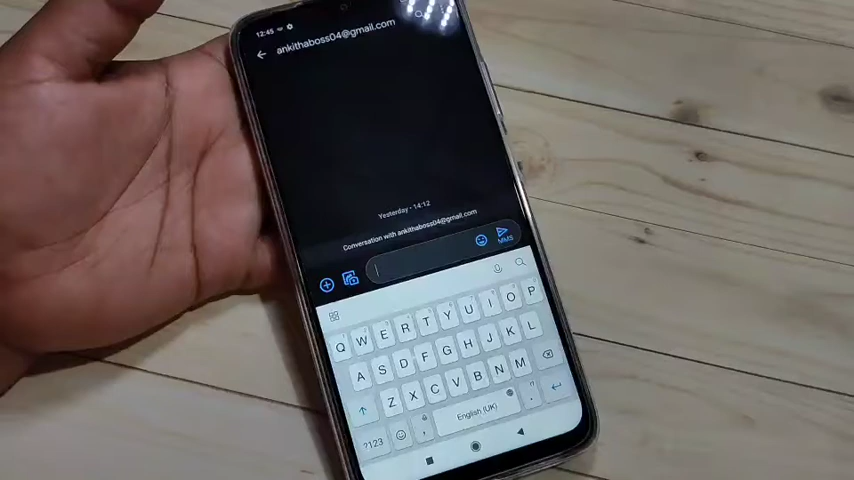 12:45
ankithaboss04@gmail.com
Yesterday • 14:12
Conversation with ankithaboss04@gmail.com
MMS
Q W E R T Y U I O P
A S D F G H J K L
Z X C V B N M
?123 , English (UK) .